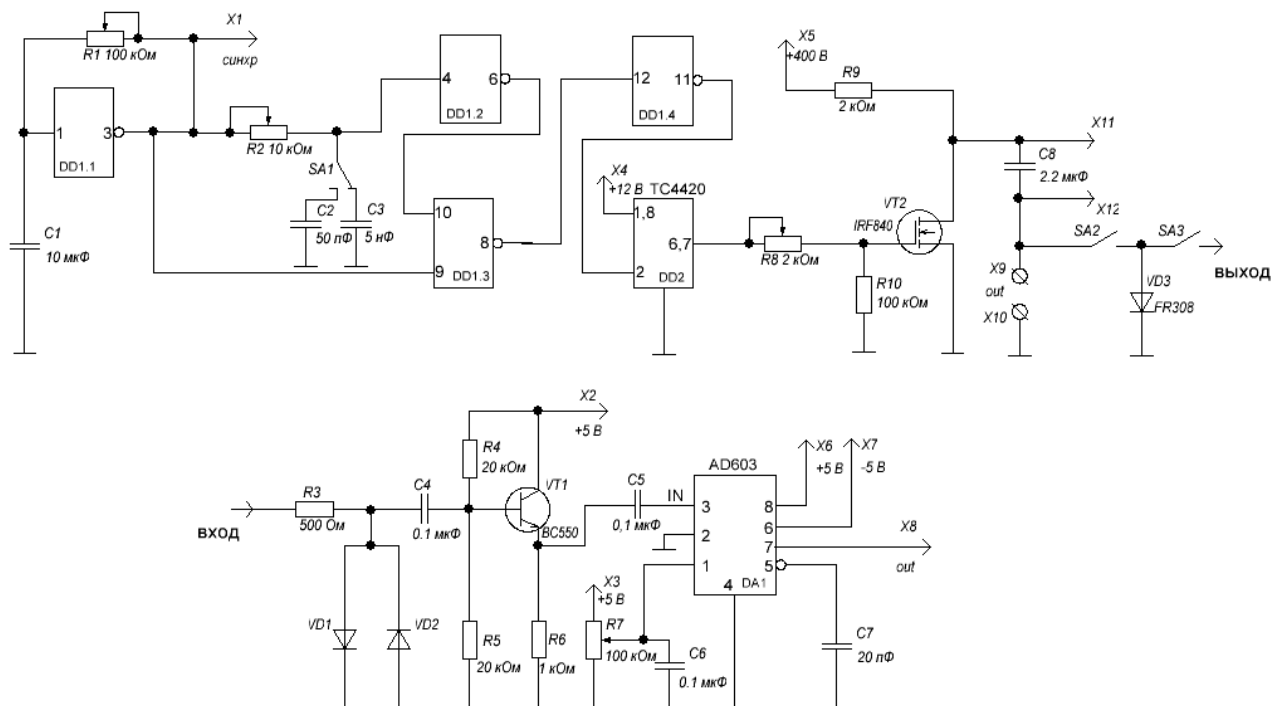 X1
R1 100 кОм
синхр
1
3
DD1.1
C1
10 мкФ
R2 10 кОм
SA1
C2
50 пФ
C3
5 нФ
4
6
DD1.2
10
8
9
DD1.3
12
11
DD1.4
X4
+12 В
TC4420
1,8
6,7
2
DD2
R8 2 кОм
R10
100 кОм
VT2
IRF840
X5
+400 В
R9
2 кОм
X11
C8
2.2 мкФ
X12
SA2
SA3
X9
out
X10
VD3
FR308
ВЫХОД
X2
+5 В
R4
20 кОм
VT1
BC550
C4
0.1 мкФ
R3
500 Ом
ВХОД
VD1
VD2
R5
20 кОм
R6
1 кОм
C5
0,1 мкФ
IN
AD603
3
2
1
4
8
6
7
5
DA1
X6
+5 В
X7
-5 В
X8
out
X3
+5 В
R7
100 кОм
C6
0.1 мкФ
C7
20 пФ